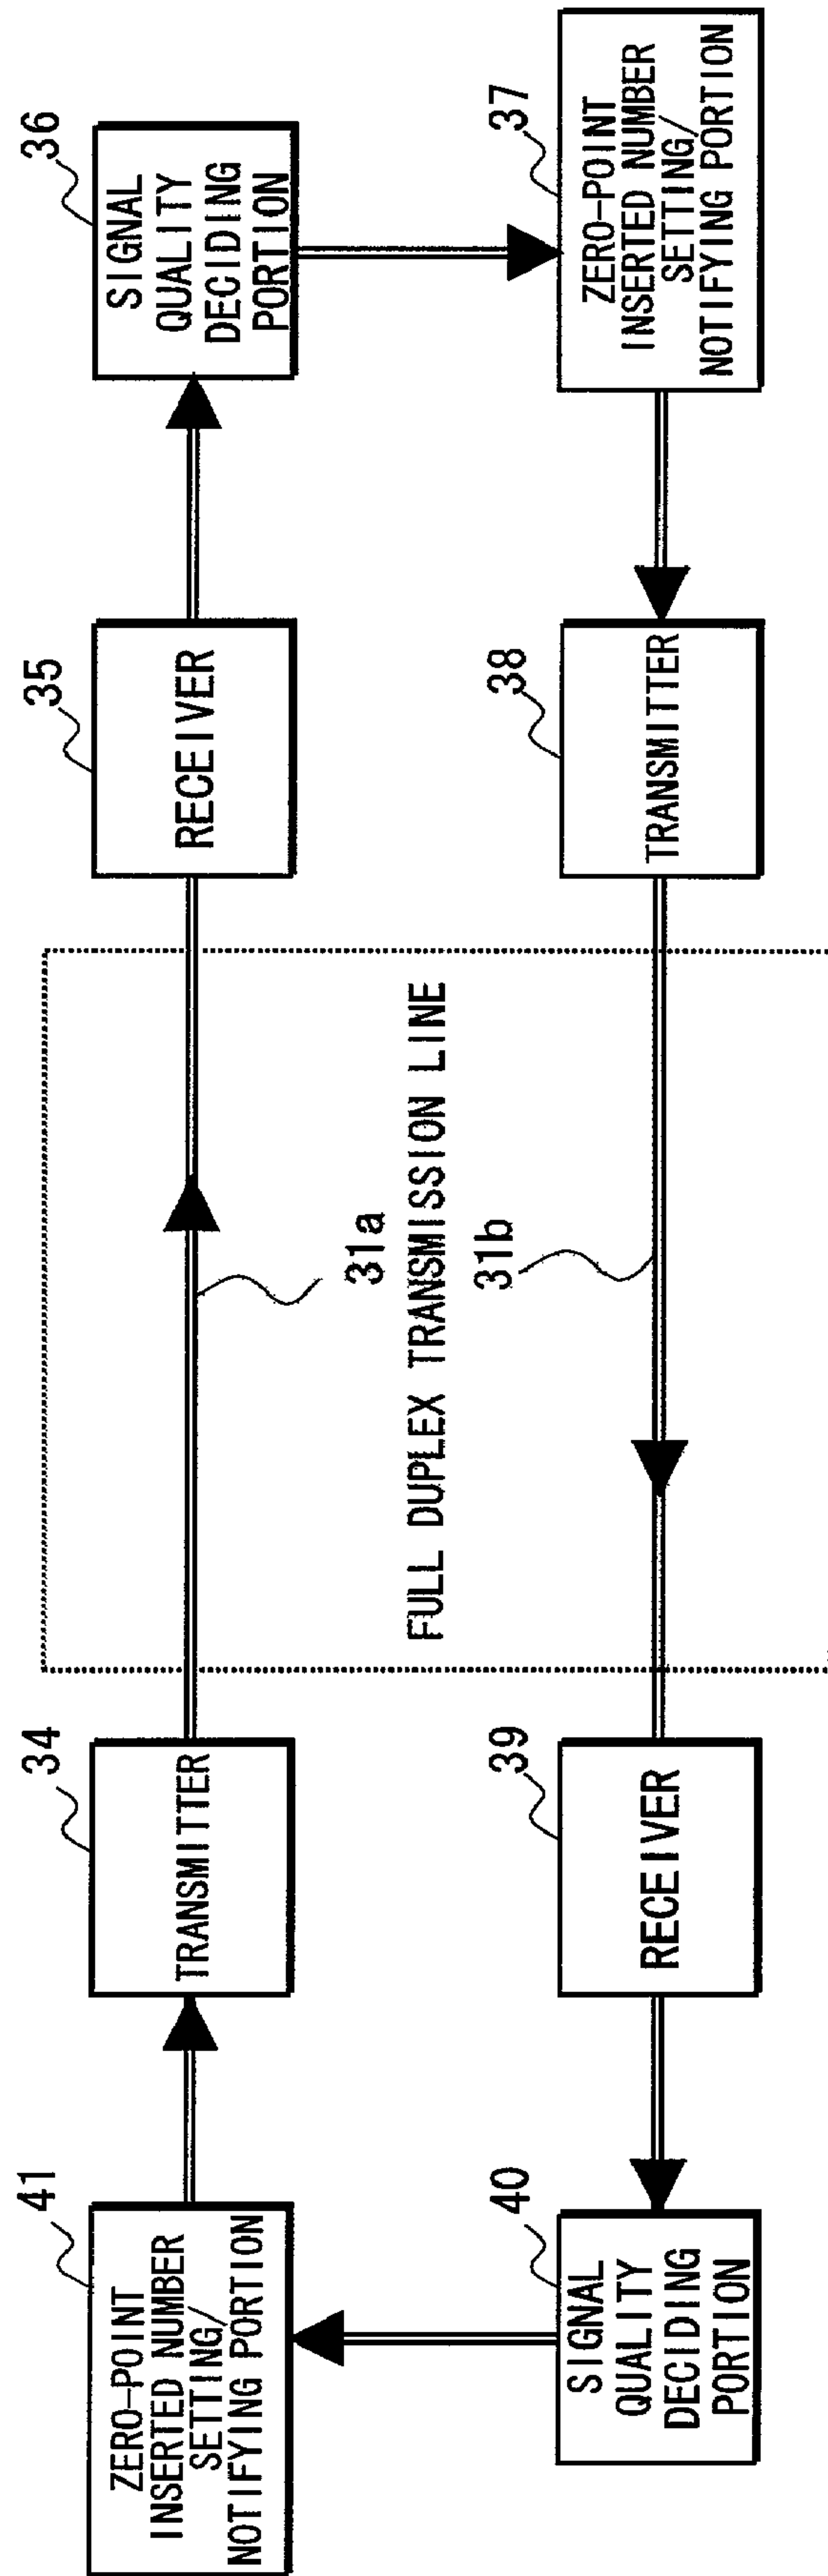 41
ZERO-POINT
INSERTED NUMBER
SETTING/
NOTIFYING PORTION
34
TRANSMITTER
35
RECEIVER
36
SIGNAL
QUALITY
DECIDING
PORTION
31a
FULL DUPLEX TRANSMISSION LINE
31b
40
SIGNAL
QUALITY
DECIDING
PORTION
39
RECEIVER
38
TRANSMITTER
37
ZERO-POINT
INSERTED NUMBER
SETTING/
NOTIFYING PORTION